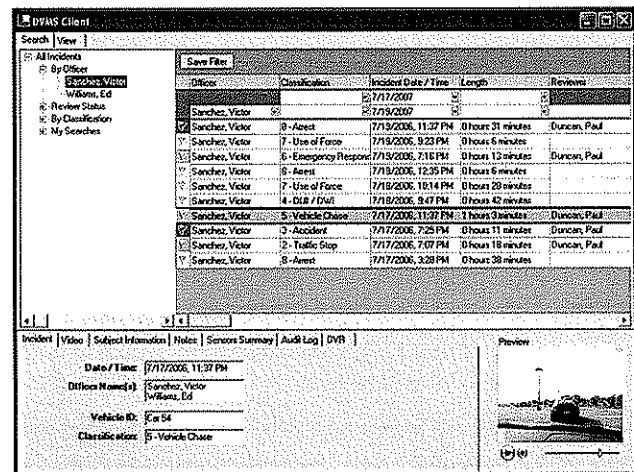 DVMS Client
Search View
All Incidents
By Officer
Sanchez, Victor
Williams, Ed
Review Status
By Classification
My Searches
Save Filter
Officer Classification Incident Date / Time Length Reviewer
7/17/2007
Sanchez, Victor 7/19/2007
Sanchez, Victor 8 - Arrest 7/19/2006, 11:37 PM 0 hours 31 minutes Duncan, Paul
Sanchez, Victor 7 - Use of Force 7/19/2006, 9:23 PM 0 hours 6 minutes
Sanchez, Victor 6 - Emergency Respons 7/19/2006, 7:16 PM 0 hours 13 minutes Duncan, Paul
Sanchez, Victor 8 - Arrest 7/19/2006, 12:35 PM 0 hours 6 minutes
Sanchez, Victor 7 - Use of Force 7/18/2006, 10:14 PM 0 hours 28 minutes
Sanchez, Victor 4 - DUI / DWI 7/18/2006, 9:47 PM 0 hours 42 minutes
Sanchez, Victor 5 - Vehicle Chase 7/17/2006, 11:37 PM 1 hours 3 minutes Duncan, Paul
Sanchez, Victor 3 - Accident 7/17/2006, 7:25 PM 0 hours 11 minutes Duncan, Paul
Sanchez, Victor 2 - Traffic Stop 7/17/2006, 7:07 PM 0 hours 18 minutes Duncan, Paul
Sanchez, Victor 8 - Arrest 7/17/2006, 3:28 PM 0 hours 38 minutes
Incident Video Subject Information Notes Sensors Summary Audit Log DVR
Preview
Date / Time: 7/17/2006, 11:37 PM
Officer Name(s): Sanchez, Victor
Williams, Ed
Vehicle ID: Car 54
Classification: 5 - Vehicle Chase